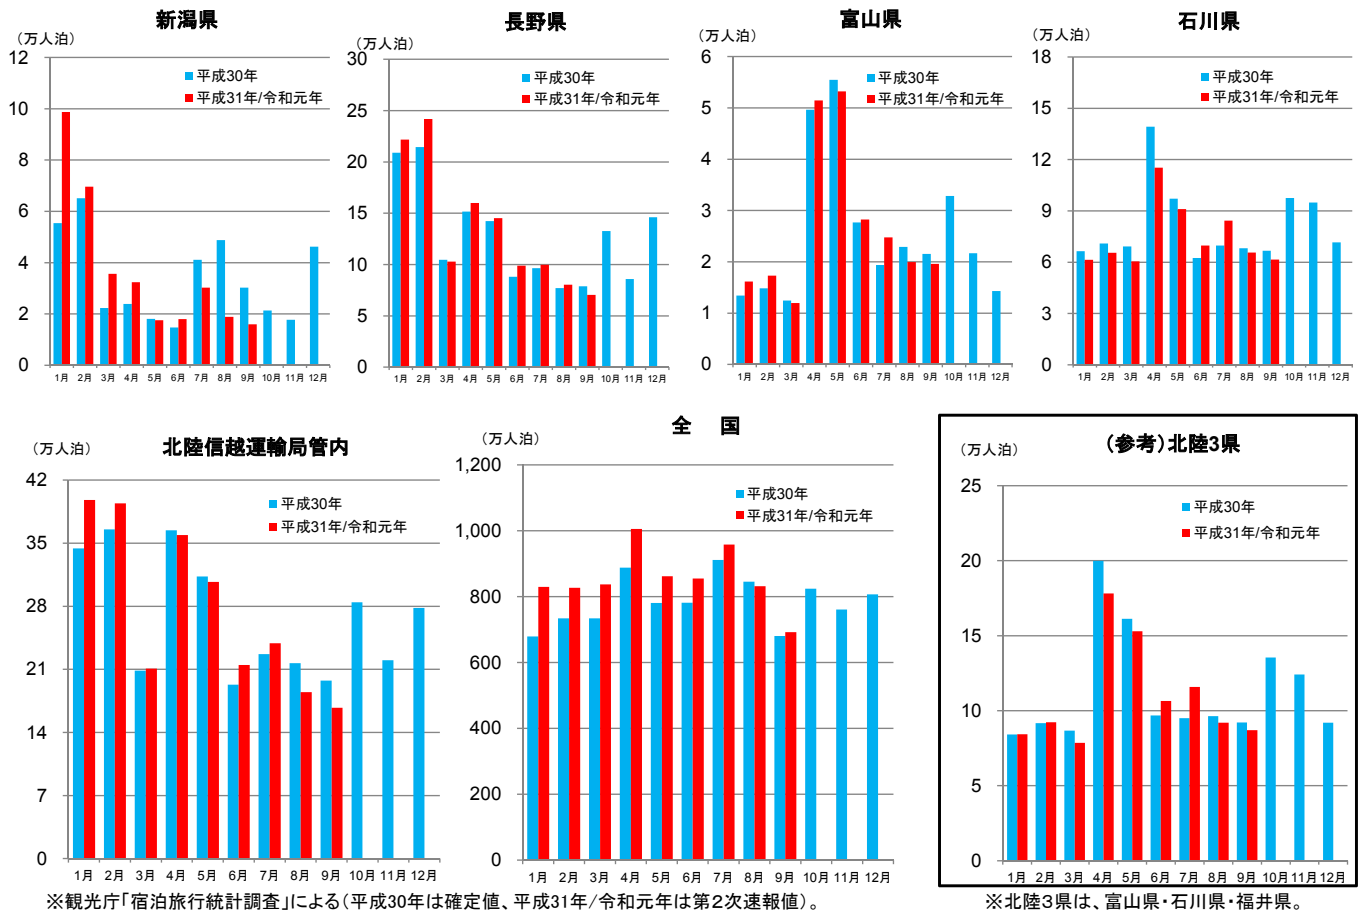 新潟県
(万人泊)
12
10
8
6
4
2
0
平成30年
平成31年/令和元年
1月 2月 3月 4月 5月 6月 7月 8月 9月 10月 11月 12月
長野県
(万人泊)
30
25
20
15
10
5
0
平成30年
平成31年/令和元年
1月 2月 3月 4月 5月 6月 7月 8月 9月 10月 11月 12月
富山県
(万人泊)
6
5
4
3
2
1
0
平成30年
平成31年/令和元年
1月 2月 3月 4月 5月 6月 7月 8月 9月 10月 11月 12月
石川県
(万人泊)
18
15
12
9
6
3
0
平成30年
平成31年/令和元年
1月 2月 3月 4月 5月 6月 7月 8月 9月 10月 11月 12月
北陸信越運輸局管内
(万人泊)
42
35
28
21
14
7
0
平成30年
平成31年/令和元年
1月 2月 3月 4月 5月 6月 7月 8月 9月 10月 11月 12月
全 国
(万人泊)
1,200
1,000
800
600
400
200
0
平成30年
平成31年/令和元年
1月 2月 3月 4月 5月 6月 7月 8月 9月 10月 11月 12月
(参考)北陸3県
(万人泊)
25
20
15
10
5
0
平成30年
平成31年/令和元年
1月 2月 3月 4月 5月 6月 7月 8月 9月 10月 11月 12月
※観光庁「宿泊旅行統計調査」による(平成30年は確定値、平成31年/令和元年は第2次速報値)。
※北陸3県は、富山県・石川県・福井県。